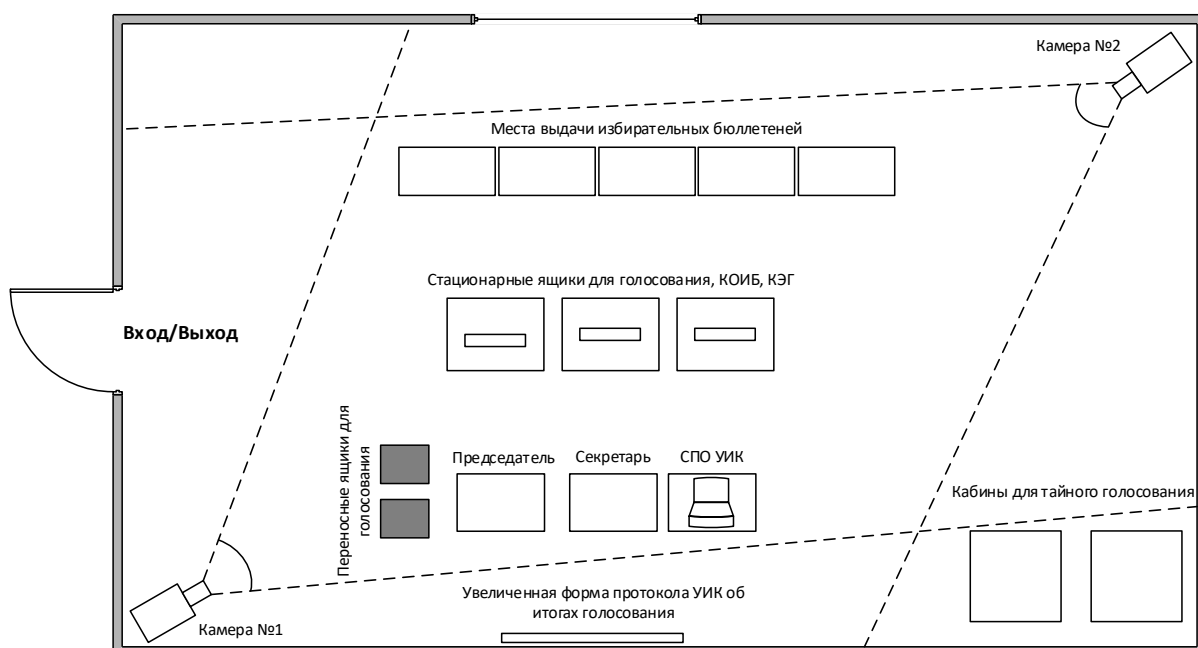 Камера №2
Места выдачи избирательных бюллетеней
Стационарные ящики для голосования, КОИБ, КЭГ
Вход/Выход
Переносные ящики для
голосования
Председатель
Секретарь
СПО УИК
Кабины для тайного голосования
Увеличенная форма протокола УИК об
итогах голосования
Камера №1